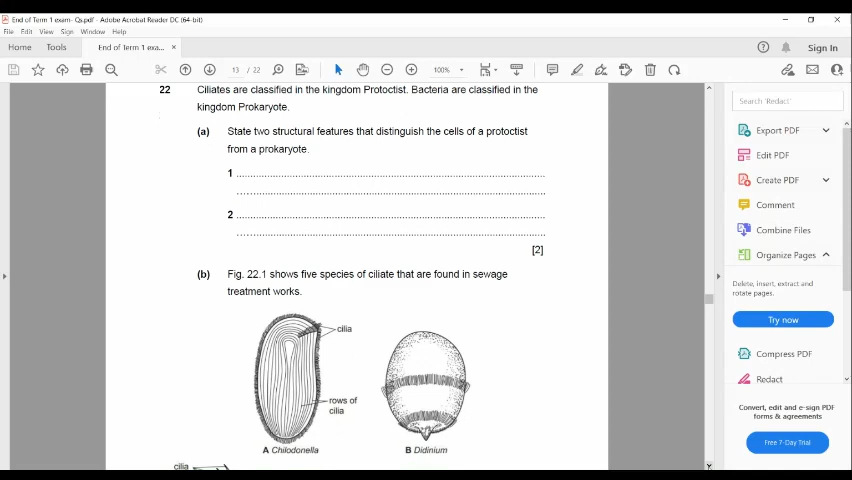 End of Term 1 exam- Qs.pdf - Adobe Acrobat Reader DC (64-bit)
File Edit View Sign Window Help
Home Tools End of Term 1 exa... × Sign In
13 / 22 100%
22 Ciliates are classified in the kingdom Protoctist. Bacteria are classified in the
kingdom Prokaryote.
(a) State two structural features that distinguish the cells of a protoctist
from a prokaryote.
1 ..........................................................................................
..........................................................................................
2 ..........................................................................................
..........................................................................................
[2]
(b) Fig. 22.1 shows five species of ciliate that are found in sewage
treatment works.
cilia
rows of
cilia
A Chilodonella B Didinium
cilia
Search 'Redact'
Export PDF
Edit PDF
Create PDF
Comment
Combine Files
Organize Pages
Delete, insert, extract and
rotate pages.
Try now
Compress PDF
Redact
Convert, edit and e-sign PDF
forms & agreements
Free 7-Day Trial